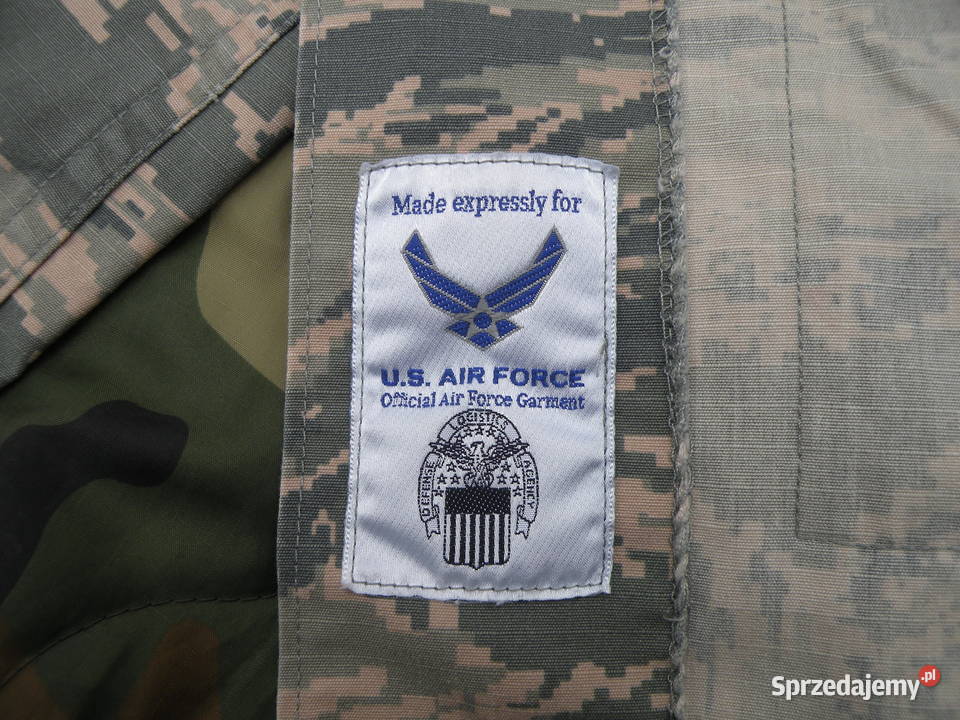 Made expressly for
U.S. AIR FORCE
Official Air Force Garment
DEFENSE LOGISTICS AGENCY
Sprzedajemy.pl